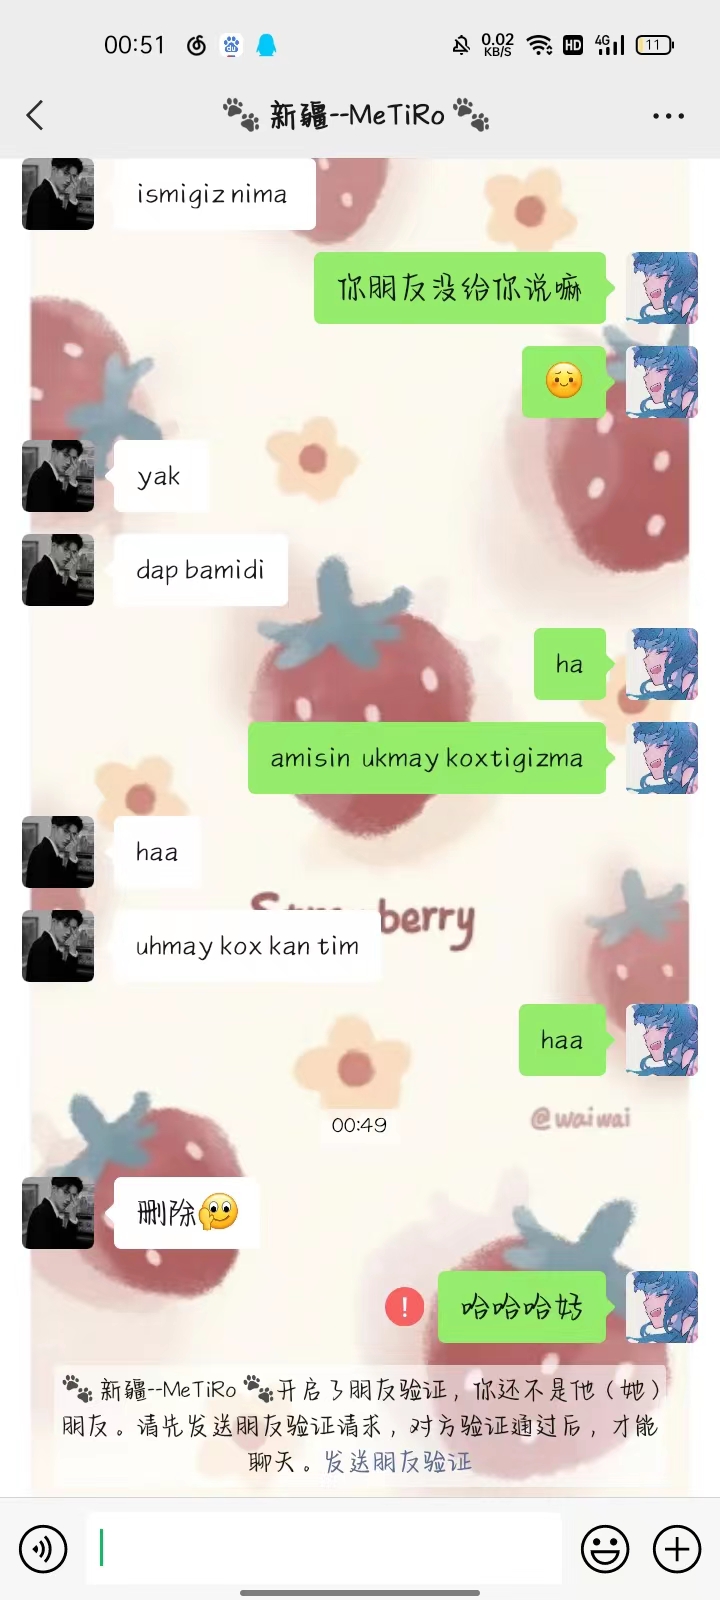 00:51
0.02
KB/S
HD
4G
11
新疆--MeTiRo
ismigiz nima
你朋友没给你说嘛
yak
dap bamidi
ha
amisin ukmay koxtigizma
haa
uhmay kox kan tim
berry
haa
@waiwai
00:49
删除
哈哈哈好
新疆--MeTiRo 开启了朋友验证，你还不是他（她）
朋友。请先发送朋友验证请求，对方验证通过后，才能
聊天。发送朋友验证